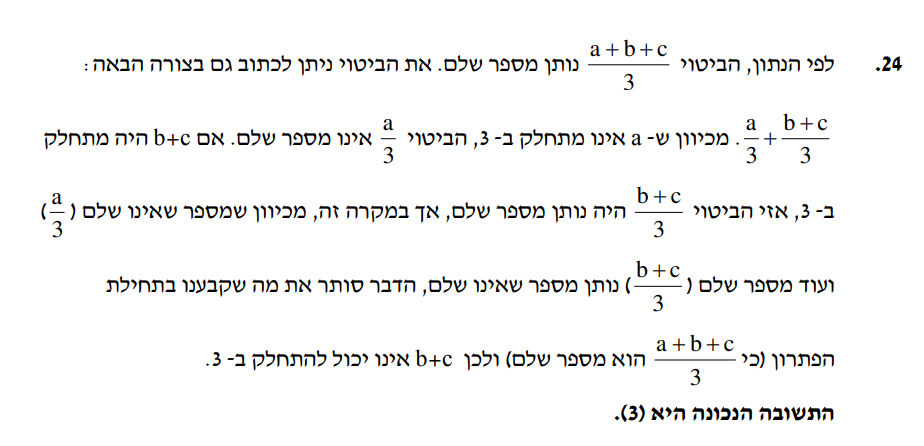 24. לפי הנתון, הביטוי $\frac{a+b+c}{3}$ נותן מספר שלם. את הביטוי ניתן לכתוב גם בצורה הבאה:
$\frac{a}{3}+\frac{b+c}{3}$. מכיוון ש- a אינו מתחלק ב- 3, הביטוי $\frac{a}{3}$ אינו מספר שלם. אם b+c היה מתחלק
ב- 3, אזי הביטוי $\frac{b+c}{3}$ היה נותן מספר שלם, אך במקרה זה, מכיוון שמספר שאינו שלם ($\frac{a}{3}$)
ועוד מספר שלם ($\frac{b+c}{3}$) נותן מספר שאינו שלם, הדבר סותר את מה שקבענו בתחילת
הפתרון (כי $\frac{a+b+c}{3}$ הוא מספר שלם) ולכן b+c אינו יכול להתחלק ב- 3.
התשובה הנכונה היא (3).